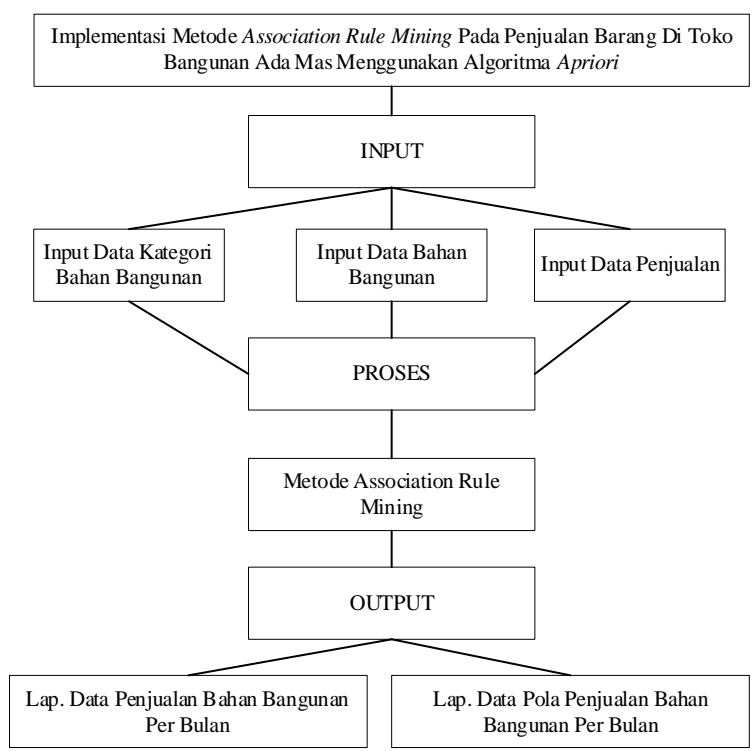 Implementasi Metode Association Rule Mining Pada Penjualan Barang Di Toko
Bangunan Ada Mas Menggunakan Algoritma Apriori
INPUT
Input Data Kategori
Bahan Bangunan
Input Data Bahan
Bangunan
Input Data Penjualan
PROSES
Metode Association Rule
Mining
OUTPUT
Lap. Data Penjualan Bahan Bangunan
Per Bulan
Lap. Data Pola Penjualan Bahan
Bangunan Per Bulan